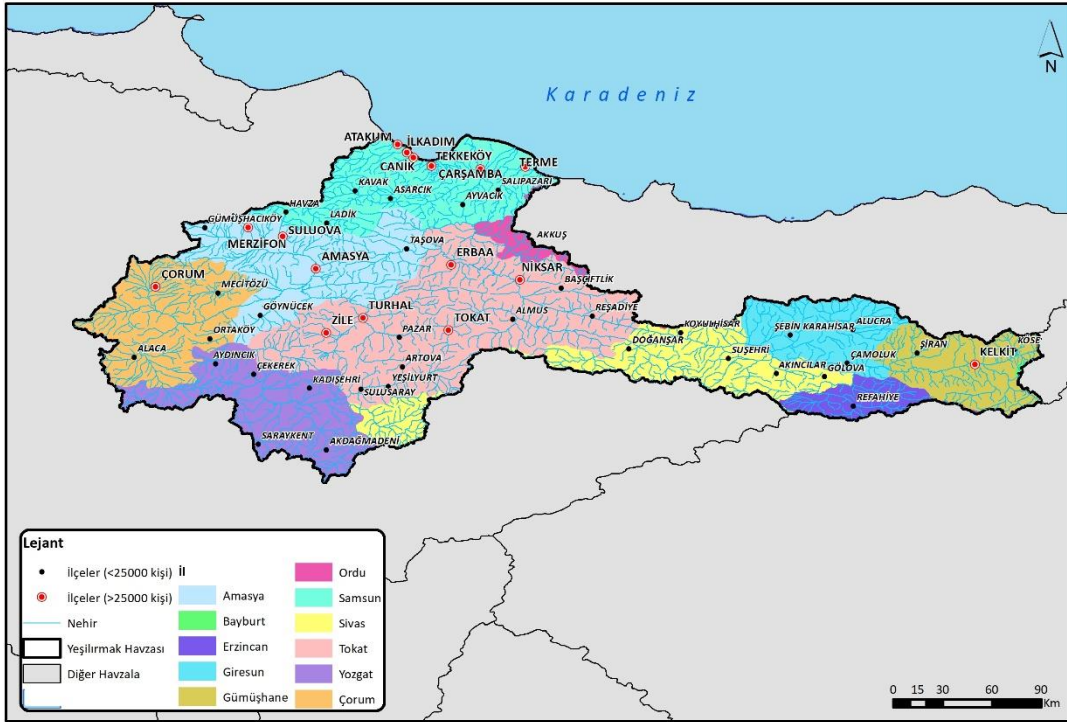 Karadeniz
N
ATAKUM
İLKADIM
CANİK
TEKKEKÖY
ÇARŞAMBA
TERME
SALIPAZARI
KAVAK
ASARCIK
AYVACIK
HAVZA
LADİK
GÜMÜŞHACIKÖY
MERZİFON
SULUOVA
TAŞOVA
AKKUŞ
AMASYA
ERBAA
NİKSAR
BAŞÇİFTLİK
ÇORUM
MECİTÖZÜ
GÖYNÜCEK
TURHAL
ZİLE
PAZAR
TOKAT
ALMUS
REŞADİYE
ORTAKÖY
ALACA
AYDINCIK
ÇEKEREK
KADIŞEHRİ
ARTOVA
YEŞİLYURT
SULUSARAY
SARAYKENT
AKDAĞMADENİ
KOYULHİSAR
DOĞANŞAR
SUŞEHRİ
ŞEBİN KARAHİSAR
ALUCRA
AKINCILAR
GÖLOVA
ÇAMOLUK
ŞİRAN
KELKİT
KÖSE
REFAHİYE
Lejant
İlçeler (<25000 kişi)
İlçeler (>25000 kişi)
Nehir
Yeşilırmak Havzası
Diğer Havzala
İl
Amasya
Bayburt
Erzincan
Giresun
Gümüşhane
Ordu
Samsun
Sivas
Tokat
Yozgat
Çorum
0 15 30 60 90
Km